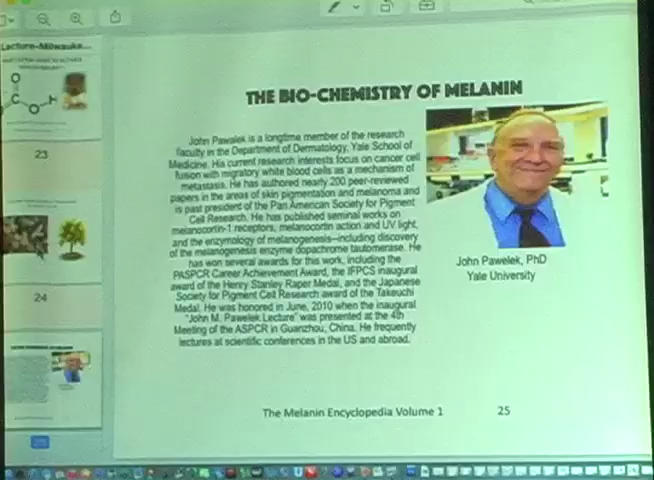 Lecture-Milwauke...
O
C
O
H
23
24
THE BIO-CHEMISTRY OF MELANIN
John Pawalek is a longtime member of the research
faculty in the Department of Dermatology, Yale School of
Medicine. His current research interests focus on cancer cell
fusion with migratory white blood cells as a mechanism of
metastasis. He has authored nearly 200 peer-reviewed
papers in the areas of skin pigmentation and melanoma and
is past president of the Pan American Society for Pigment
Cell Research. He has published seminal works on
melanocortin-1 receptors, melanocortin action and UV light,
and the enzymology of melanogenesis—including discovery
of the melanogenesis enzyme dopachrome tautomerase. He
has won several awards for this work, including the
PASPCR Career Achievement Award, the IFPCS inaugural
award of the Henry Stanley Raper Medal, and the Japanese
Society for Pigment Cell Research award of the Takeuchi
Medal. He was honored in June, 2010 when the inaugural
"John M. Pawelek Lecture" was presented at the 4th
Meeting of the ASPCR in Guanzhou, China. He frequently
lectures at scientific conferences in the US and abroad.
John Pawelek, PhD
Yale University
The Melanin Encyclopedia Volume 1
25